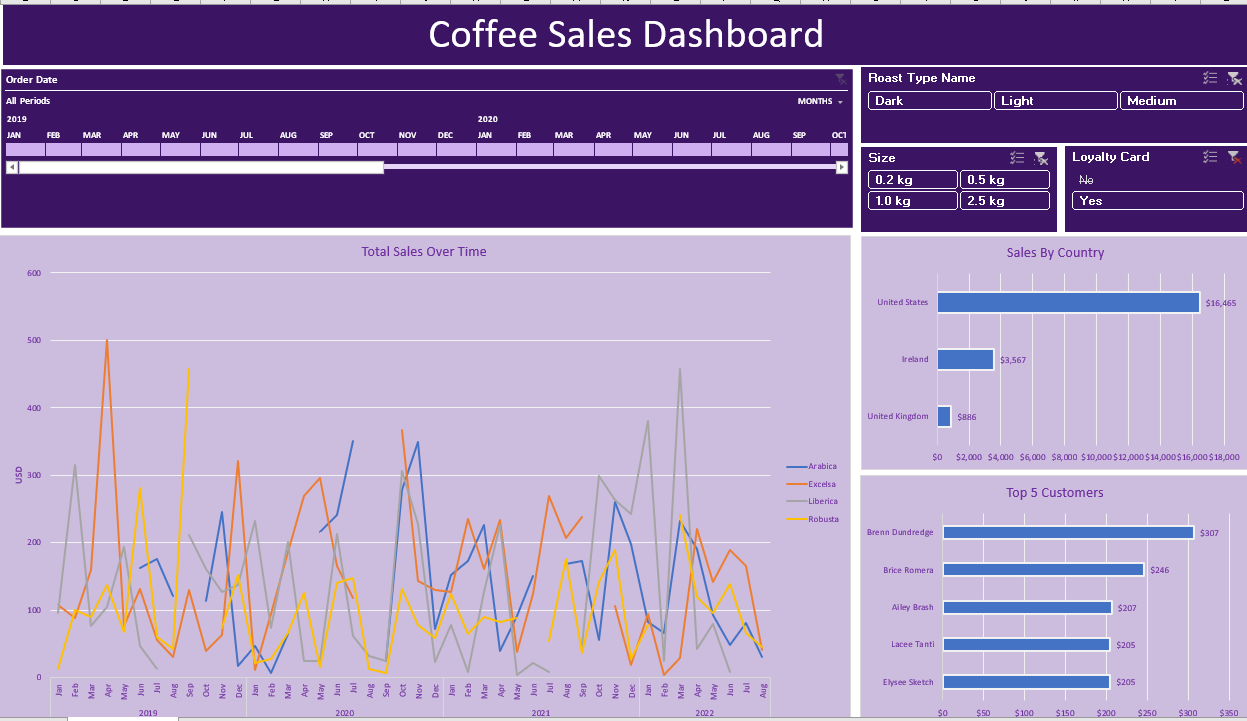 Coffee Sales Dashboard
Order Date
All Periods
MONTHS
2019 2020
JAN FEB MAR APR MAY JUN JUL AUG SEP OCT NOV DEC JAN FEB MAR APR MAY JUN JUL AUG SEP OCT
Roast Type Name
Dark Light Medium
Size
0.2 kg 0.5 kg
1.0 kg 2.5 kg
Loyalty Card
No
Yes
Total Sales Over Time
600
500
400
300
200
100
0
USD
Jan Feb Mar Apr May Jun Jul Aug Sep Oct Nov Dec Jan Feb Mar Apr May Jun Jul Aug Sep Oct Nov Dec Jan Feb Mar Apr May Jun Jul Aug Sep Oct Nov Dec Jan Feb Mar Apr May Jun Jul Aug
2019 2020 2021 2022
Arabica
Excelsa
Liberica
Robusta
Sales By Country
United States $16,465
Ireland $3,567
United Kingdom $886
$0 $2,000 $4,000 $6,000 $8,000 $10,000 $12,000 $14,000 $16,000 $18,000
Top 5 Customers
Brenn Dundredge $307
Brice Romera $246
Ailey Brash $207
Lacee Tanti $205
Elysee Sketch $205
$0 $50 $100 $150 $200 $250 $300 $350